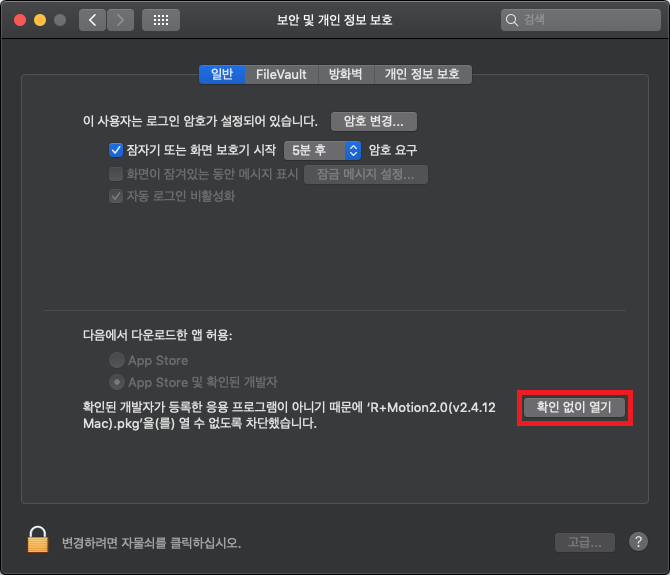 보안 및 개인 정보 보호
검색
일반 FileVault 방화벽 개인 정보 보호
이 사용자는 로그인 암호가 설정되어 있습니다. 암호 변경...
잠자기 또는 화면 보호기 시작 5분 후 암호 요구
화면이 잠겨있는 동안 메시지 표시 잠금 메시지 설정...
자동 로그인 비활성화
다음에서 다운로드한 앱 허용:
App Store
App Store 및 확인된 개발자
확인된 개발자가 등록한 응용 프로그램이 아니기 때문에 ‘R+Motion2.0(v2.4.12
Mac).pkg’을(를) 열 수 없도록 차단했습니다.
확인 없이 열기
변경하려면 자물쇠를 클릭하십시오.
고급...
?